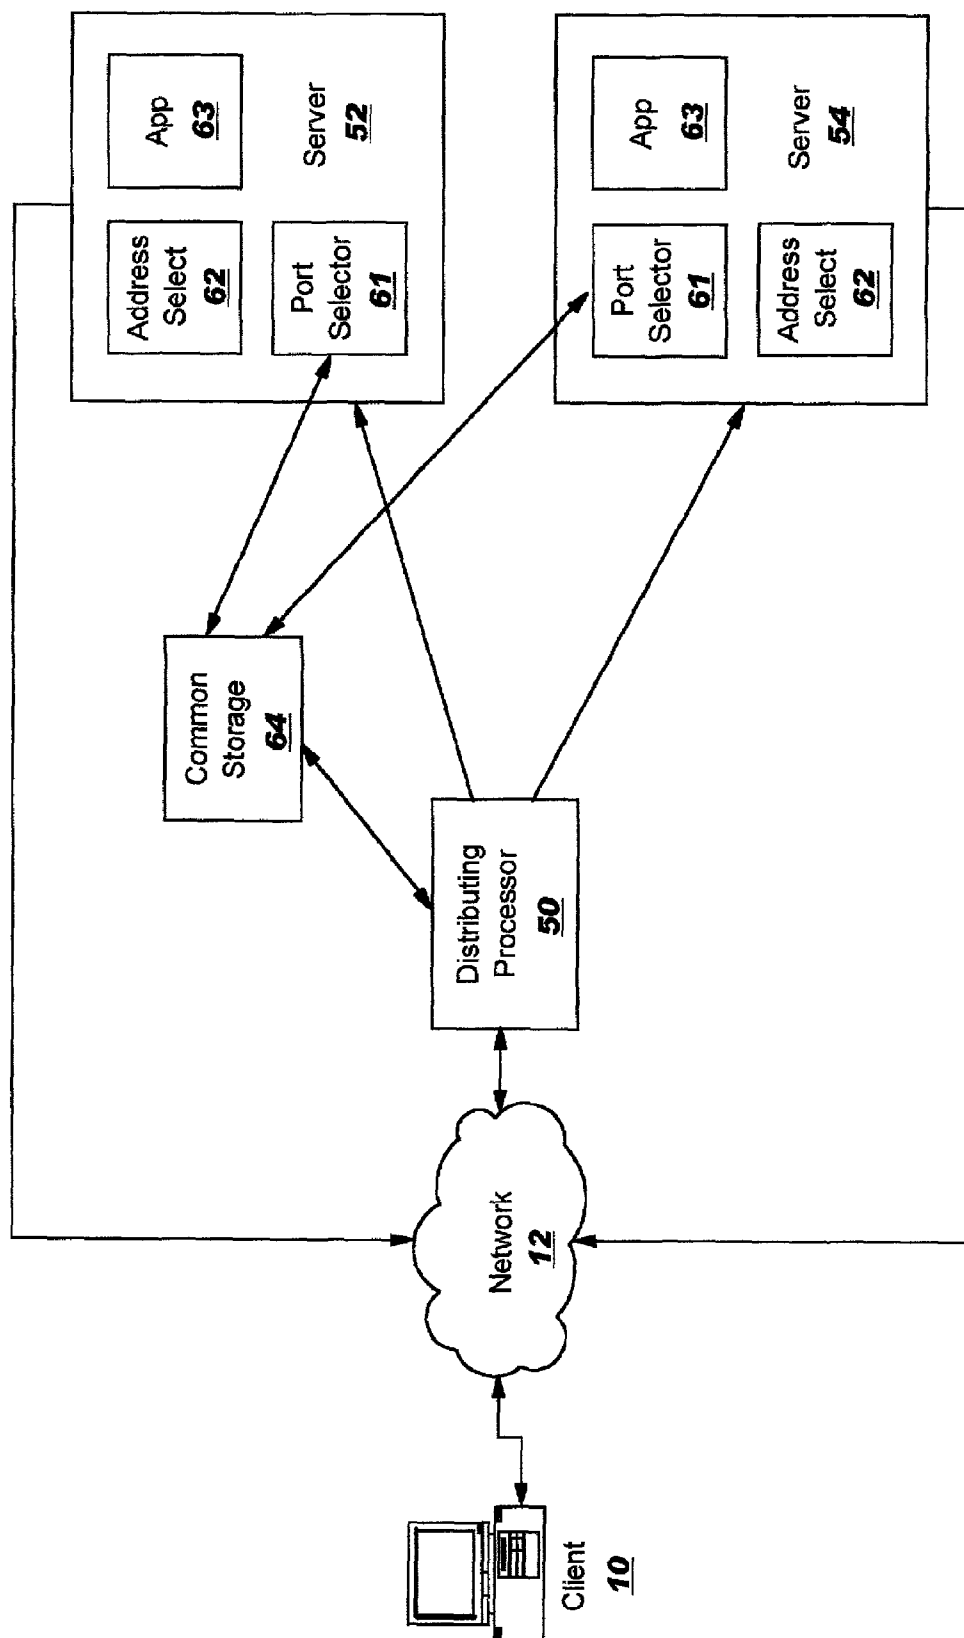 Client
10
Network
12
Distributing
Processor
50
Common
Storage
64
Address
Select
62
App
63
Port
Selector
61
Server
52
Port
Selector
61
App
63
Address
Select
62
Server
54